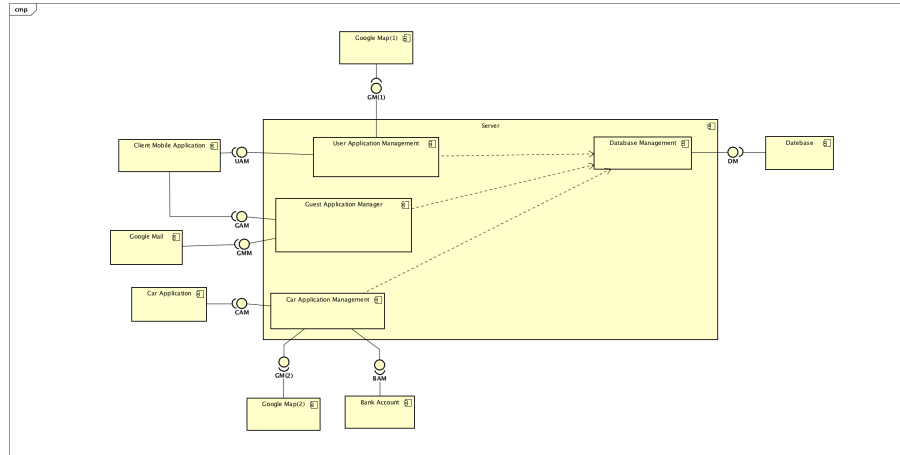 cmp
Google Map(1)
GM(1)
Server
Client Mobile Application
UAM
User Application Management
Database Management
DM
Datebase
Guest Application Manager
GAM
Google Mail
GMM
Car Application
CAM
Car Application Management
GM(2)
BAM
Google Map(2)
Bank Account